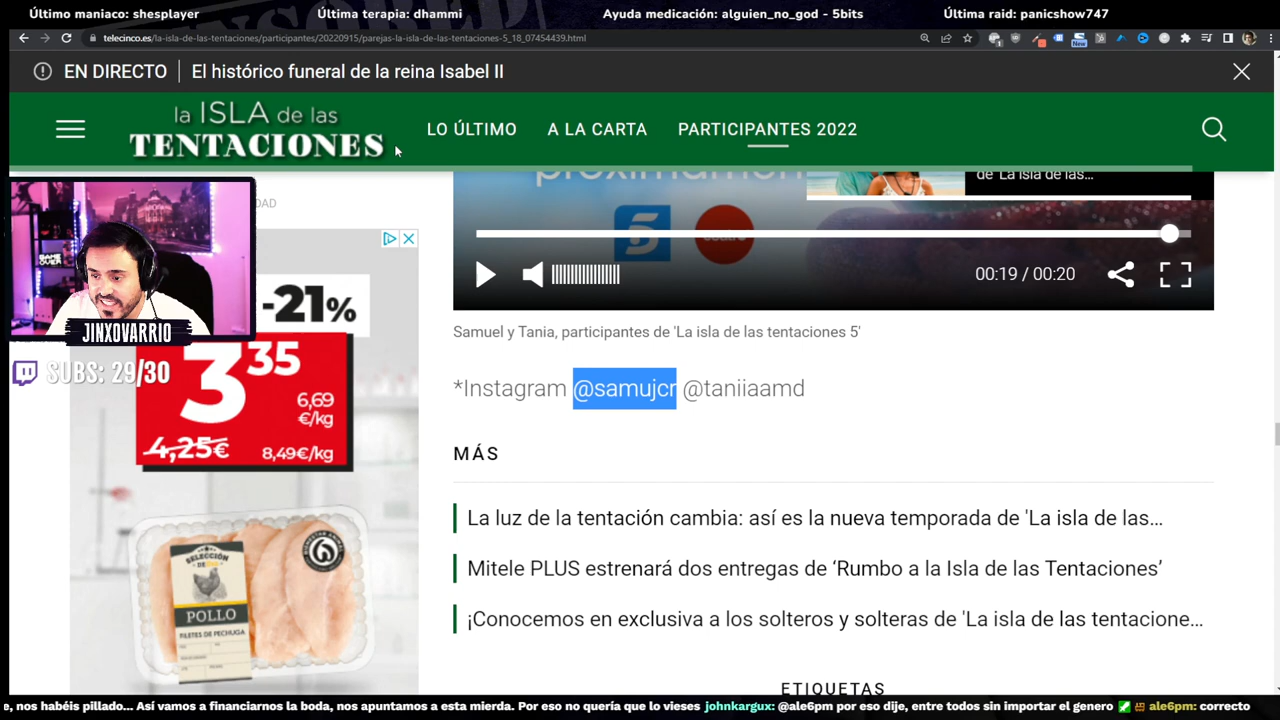 Último maniaco: shesplayer
Última terapia: dhammi
Ayuda medicación: alguien_no_god - 5bits
Última raid: panicshow747
telecinco.es/la-isla-de-las-tentaciones/participantes/20220915/parejas-la-isla-de-las-tentaciones-5_18_07454439.html
New
EN DIRECTO
El histórico funeral de la reina Isabel II
la ISLA de las
TENTACIONES
LO ÚLTIMO
A LA CARTA
PARTICIPANTES 2022
DAD
de 'La isla de las...
00:19 / 00:20
JINXOVARRIO
SUBS: 29/30
-21%
3 35
6,69
€/kg
4,25€
8,49€/kg
SELECCIÓN
POLLO
FILETES DE PECHUGA
Samuel y Tania, participantes de 'La isla de las tentaciones 5'
*Instagram @samujcr @taniiaamd
MÁS
La luz de la tentación cambia: así es la nueva temporada de 'La isla de las...
Mitele PLUS estrenará dos entregas de ‘Rumbo a la Isla de las Tentaciones’
¡Conocemos en exclusiva a los solteros y solteras de 'La isla de las tentacione...
ETIQUETAS
e, nos habéis pillado... Así vamos a financiarnos la boda, nos apuntamos a esta mierda. Por eso no quería que lo vieses johnkargux: @ale6pm por eso dije, entre todos sin importar el genero ale6pm: correcto